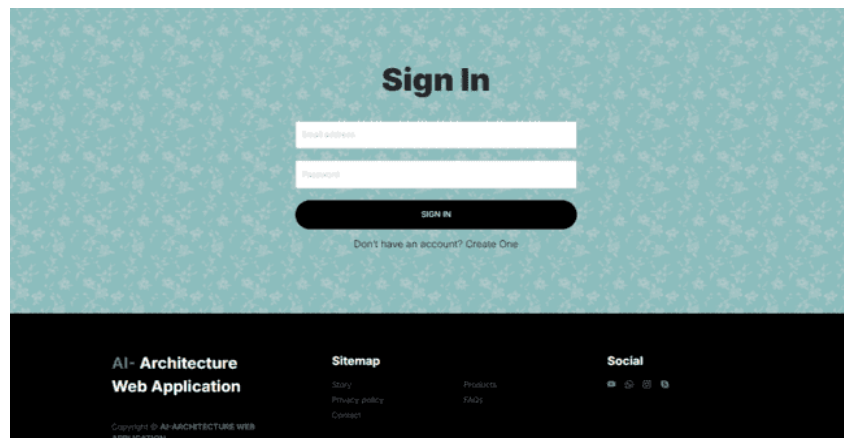 Sign In
Email address
Password
SIGN IN
Don't have an account? Create One
AI- Architecture
Web Application
Copyright © AI-ARCHITECTURE WEB
APPLICATION
Sitemap
Story
Privacy policy
Contact
Products
FAQs
Social